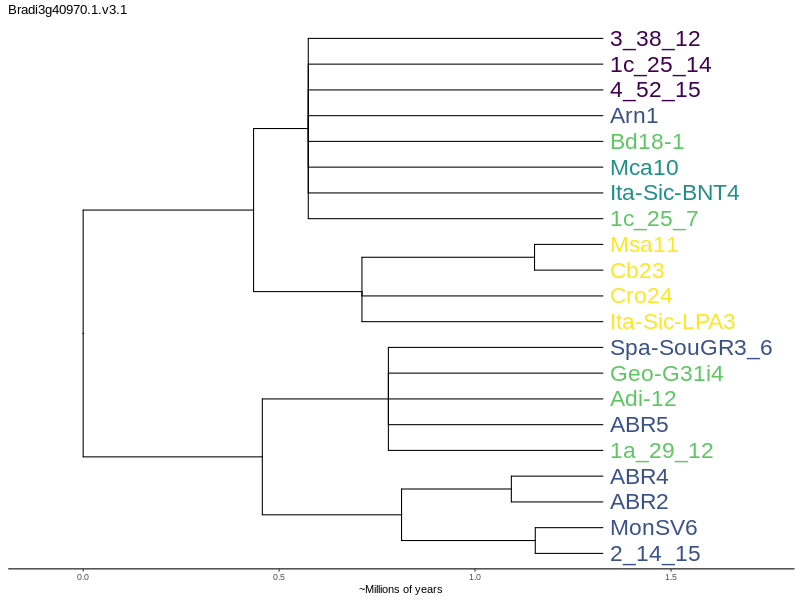 Bradi3g40970.1.v3.1
3_38_12
1c_25_14
4_52_15
Arn1
Bd18-1
Mca10
Ita-Sic-BNT4
1c_25_7
Msa11
Cb23
Cro24
Ita-Sic-LPA3
Spa-SouGR3_6
Geo-G31i4
Adi-12
ABR5
1a_29_12
ABR4
ABR2
MonSV6
2_14_15
0.0 0.5 1.0 1.5
~Millions of years